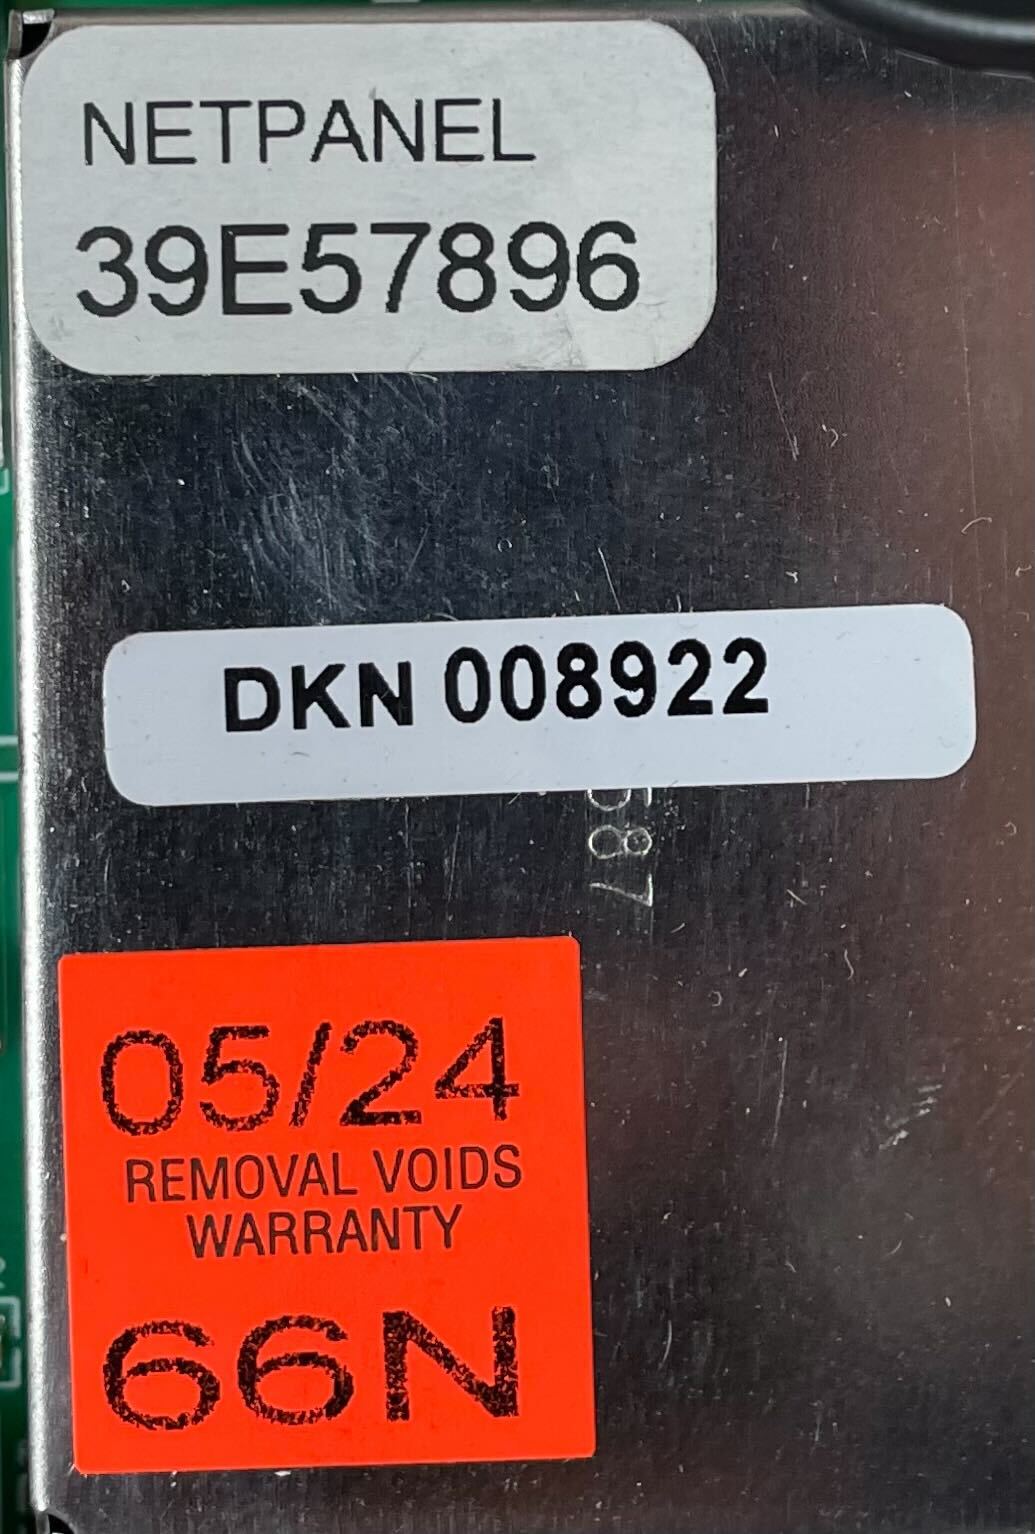 NETPANEL
39E57896
DKN 008922
05/24
REMOVAL VOIDS
WARRANTY
66N